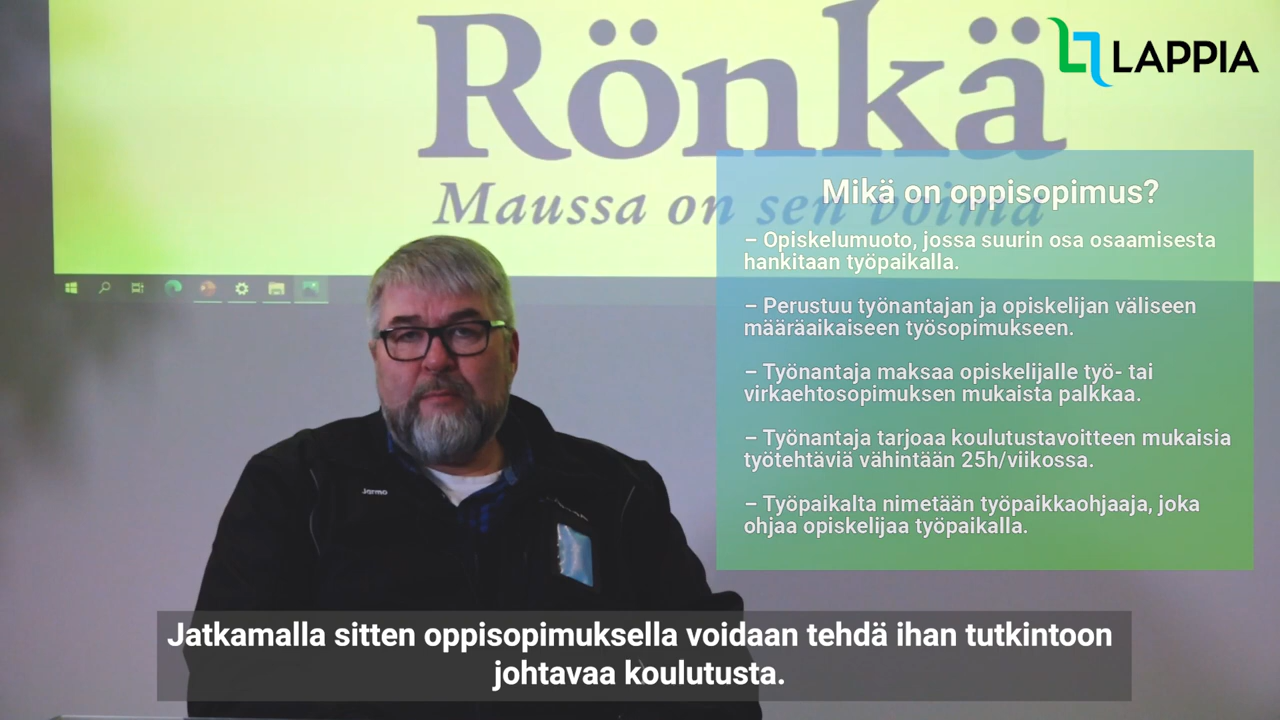 Rönkä
Maussa on sen voima
LAPPIA
Mikä on oppisopimus?
– Opiskelumuoto, jossa suurin osa osaamisesta
hankitaan työpaikalla.
– Perustuu työnantajan ja opiskelijan väliseen
määräaikaiseen työsopimukseen.
– Työnantaja maksaa opiskelijalle työ- tai
virkaehtosopimuksen mukaista palkkaa.
– Työnantaja tarjoaa koulutustavoitteen mukaisia
työtehtäviä vähintään 25h/viikossa.
– Työpaikalta nimetään työpaikkaohjaaja, joka
ohjaa opiskelijaa työpaikalla.
Jarmo
Jatkamalla sitten oppisopimuksella voidaan tehdä ihan tutkintoon
johtavaa koulutusta.